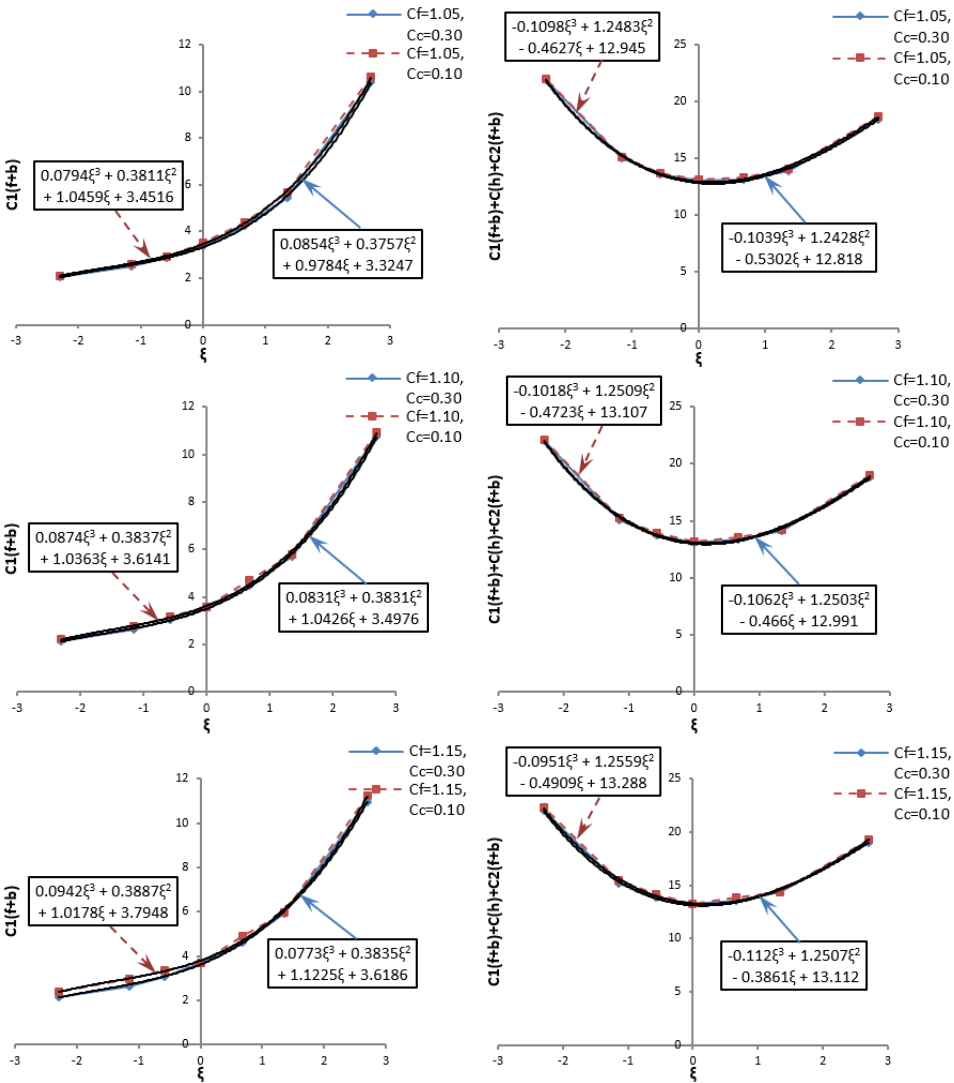 Cf=1.05,
Cc=0.30
Cf=1.05,
Cc=0.10
12
10
8
6
4
2
0
-3 -2 -1 0 1 2 3
ξ
C1(f+b)
0.0794ξ³ + 0.3811ξ²
+ 1.0459ξ + 3.4516
0.0854ξ³ + 0.3757ξ²
+ 0.9784ξ + 3.3247
Cf=1.05,
Cc=0.30
Cf=1.05,
Cc=0.10
25
20
15
10
5
0
-3 -2 -1 0 1 2 3
ξ
C1(f+b)+C(h)+C2(f+b)
-0.1098ξ³ + 1.2483ξ²
- 0.4627ξ + 12.945
-0.1039ξ³ + 1.2428ξ²
- 0.5302ξ + 12.818
Cf=1.10,
Cc=0.30
Cf=1.10,
Cc=0.10
12
10
8
6
4
2
0
-3 -2 -1 0 1 2 3
ξ
C1(f+b)
0.0874ξ³ + 0.3837ξ²
+ 1.0363ξ + 3.6141
0.0831ξ³ + 0.3831ξ²
+ 1.0426ξ + 3.4976
Cf=1.10,
Cc=0.30
Cf=1.10,
Cc=0.10
25
20
15
10
5
0
-3 -2 -1 0 1 2 3
ξ
C1(f+b)+C(h)+C2(f+b)
-0.1018ξ³ + 1.2509ξ²
- 0.4723ξ + 13.107
-0.1062ξ³ + 1.2503ξ²
- 0.466ξ + 12.991
Cf=1.15,
Cc=0.30
Cf=1.15,
Cc=0.10
12
10
8
6
4
2
0
-3 -2 -1 0 1 2 3
ξ
C1(f+b)
0.0942ξ³ + 0.3887ξ²
+ 1.0178ξ + 3.7948
0.0773ξ³ + 0.3835ξ²
+ 1.1225ξ + 3.6186
Cf=1.15,
Cc=0.30
Cf=1.15,
Cc=0.10
25
20
15
10
5
0
-3 -2 -1 0 1 2 3
ξ
C1(f+b)+C(h)+C2(f+b)
-0.0951ξ³ + 1.2559ξ²
- 0.4909ξ + 13.288
-0.112ξ³ + 1.2507ξ²
- 0.3861ξ + 13.112